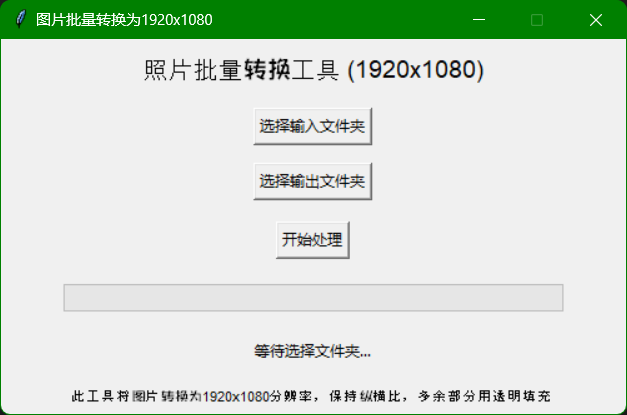 图片批量转换为1920x1080
照片批量转换工具 (1920x1080)
选择输入文件夹
选择输出文件夹
开始处理
等待选择文件夹...
此工具将图片转换为1920x1080分辨率，保持纵横比，多余部分用透明填充